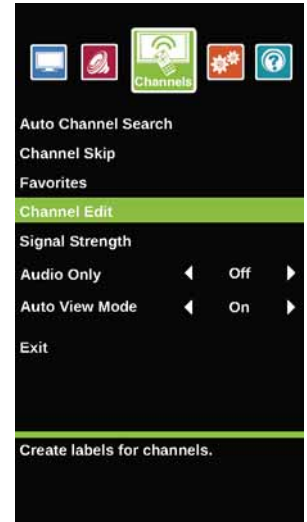 Channels
Auto Channel Search
Channel Skip
Favorites
Channel Edit
Signal Strength
Audio Only Off
Auto View Mode On
Exit
Create labels for channels.